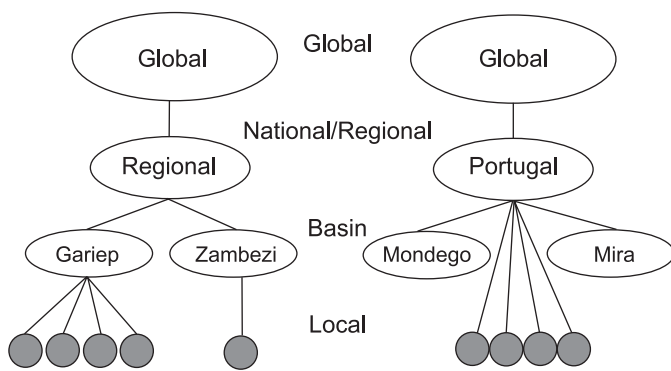 Global
Global
Global
National/Regional
Regional
Portugal
Basin
Gariep
Zambezi
Mondego
Mira
Local